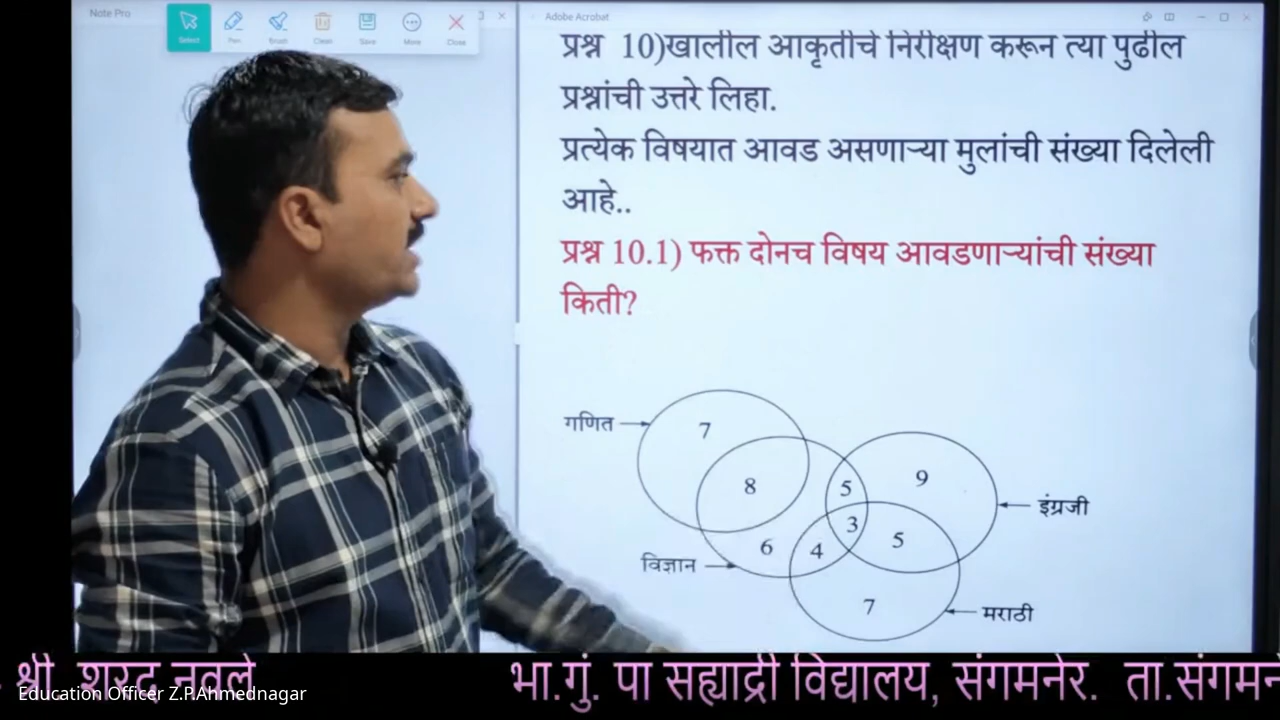 Note Pro
Select Pen Brush Clean Save More Close
Adobe Acrobat
प्रश्न 10)खालील आकृतीचे निरीक्षण करून त्या पुढील
प्रश्नांची उत्तरे लिहा.
प्रत्येक विषयात आवड असणाऱ्या मुलांची संख्या दिलेली
आहे..
प्रश्न 10.1) फक्त दोनच विषय आवडणाऱ्यांची संख्या
किती?
गणित 7
8 5 9
इंग्रजी
3
6 4 5
विज्ञान
7
मराठी
श्री. शरद नवले भा.गुं. पा सह्याद्री विद्यालय, संगमनेर. ता.संगमन
Education Officer Z.P.Ahmednagar